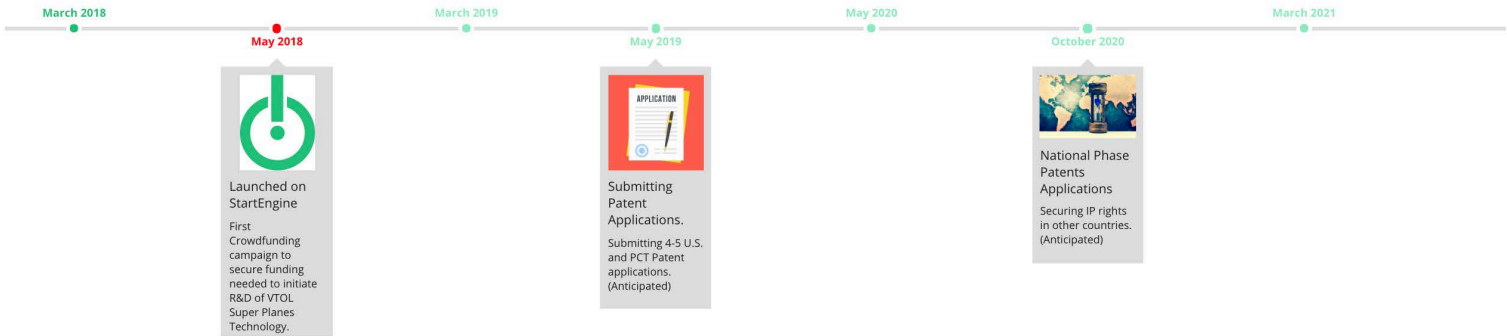 March 2018
March 2019
May 2020
March 2021
May 2018
May 2019
October 2020
Launched on
StartEngine
First
Crowdfunding
campaign to
secure funding
needed to initiate
R&D of VTOL
Super Planes
Technology.
APPLICATION
Submitting
Patent
Applications.
Submitting 4-5 U.S.
and PCT Patent
applications.
(Anticipated)
National Phase
Patents
Applications
Securing IP rights
in other countries.
(Anticipated)